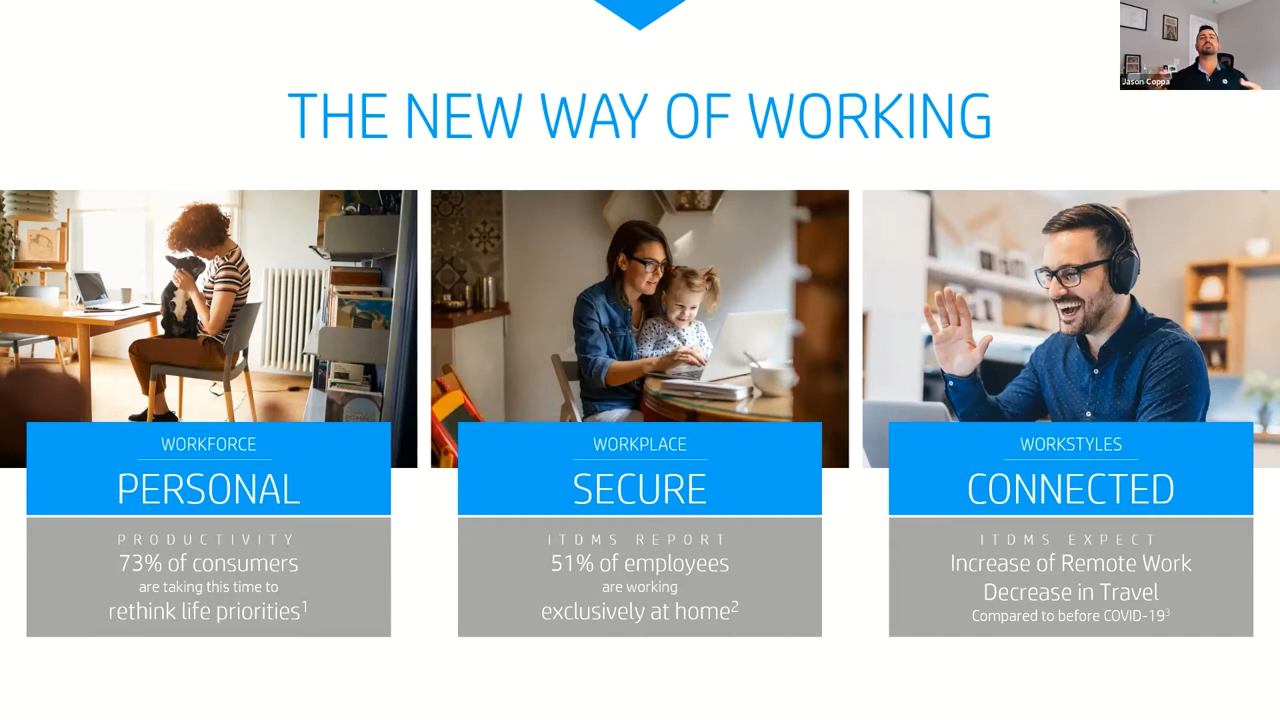 Jason Coppa
THE NEW WAY OF WORKING
WORKFORCE
PERSONAL
PRODUCTIVITY
73% of consumers
are taking this time to
rethink life priorities¹
WORKPLACE
SECURE
ITDMS REPORT
51% of employees
are working
exclusively at home²
WORKSTYLES
CONNECTED
ITDMS EXPECT
Increase of Remote Work
Decrease in Travel
Compared to before COVID-19³